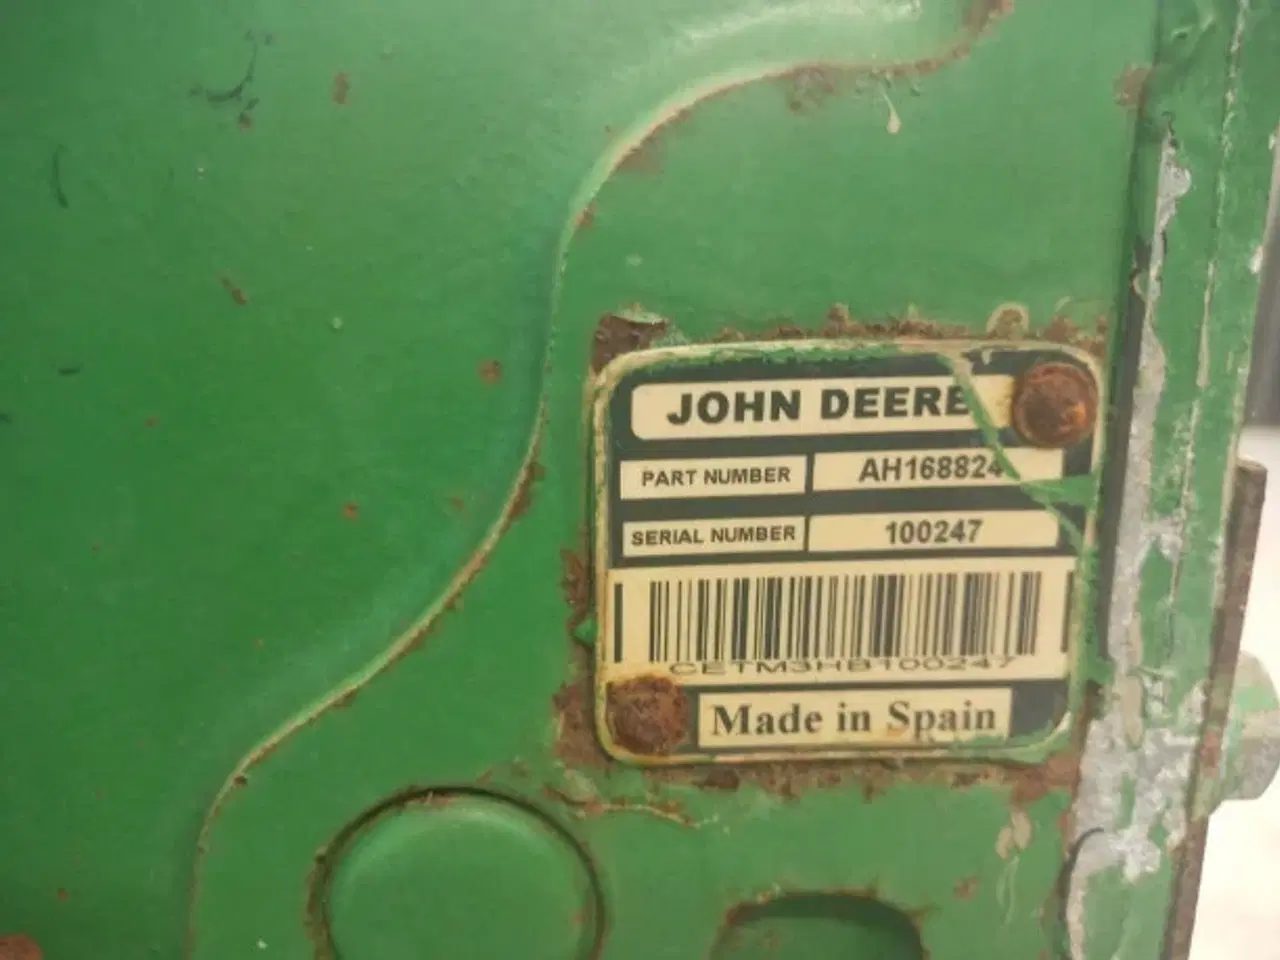 JOHN DEERE
PART NUMBER AH168824
SERIAL NUMBER 100247
CETM3HB100247
Made in Spain